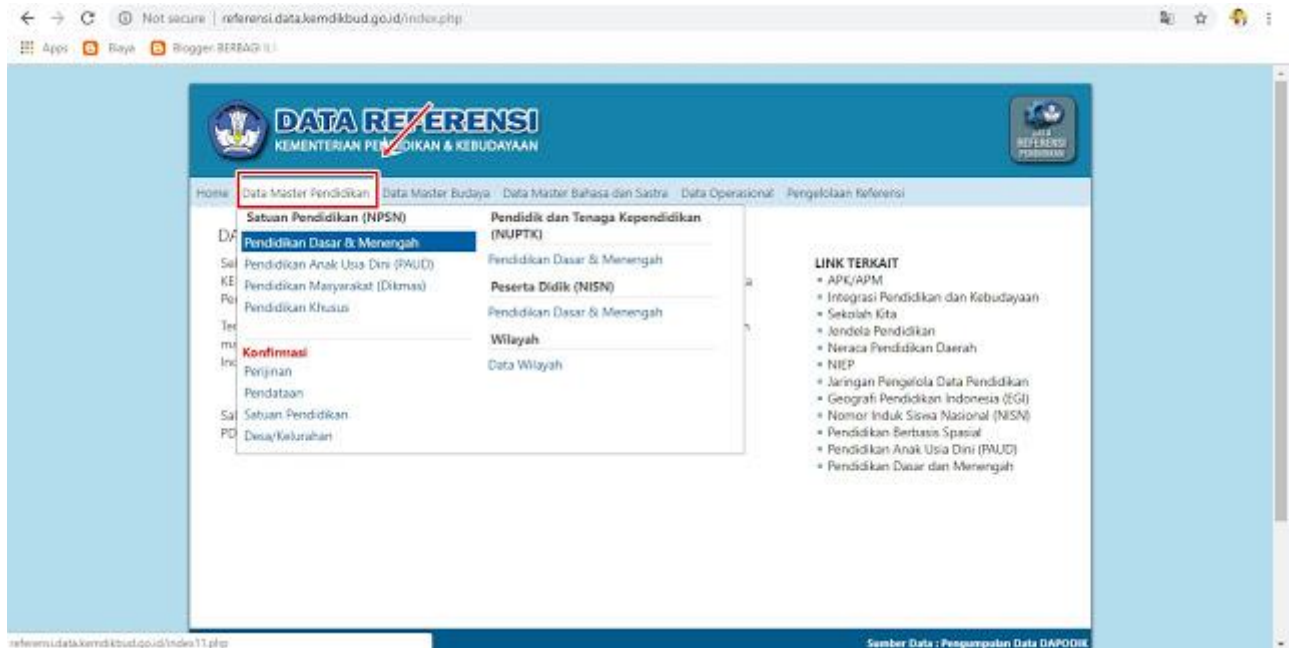 Not secure | referensi.data.kemdikbud.go.id/index.php
Apps Blogger BERBAGI
DATA REFERENSI
KEMENTERIAN PENDIDIKAN & KEBUDAYAAN
DATA
REFERENSI
PENDIDIKAN
Home Data Master Pendidikan Data Master Budaya Data Master Bahasa dan Sastra Data Operasional Pengelolaan Referensi
Satuan Pendidikan (NPSN)
Pendidikan Dasar & Menengah
Pendidikan Anak Usia Dini (PAUD)
Pendidikan Masyarakat (Dikmas)
Pendidikan Khusus
Konfirmasi
Perijinan
Pendataan
Satuan Pendidikan
Desa/Kelurahan
Pendidik dan Tenaga Kependidikan
(NUPTK)
Pendidikan Dasar & Menengah
Peserta Didik (NISN)
Pendidikan Dasar & Menengah
Wilayah
Data Wilayah
LINK TERKAIT
APK/APM
Integrasi Pendidikan dan Kebudayaan
Sekolah Kita
Jendela Pendidikan
Neraca Pendidikan Daerah
NIEP
Jaringan Pengelola Data Pendidikan
Geografi Pendidikan Indonesia (EGI)
Nomor Induk Siswa Nasional (NISN)
Pendidikan Berbasis Spasial
Pendidikan Anak Usia Dini (PAUD)
Pendidikan Dasar dan Menengah
referensi.data.kemdikbud.go.id/index11.php
Sumber Data : Pengumpulan Data DAPODIK